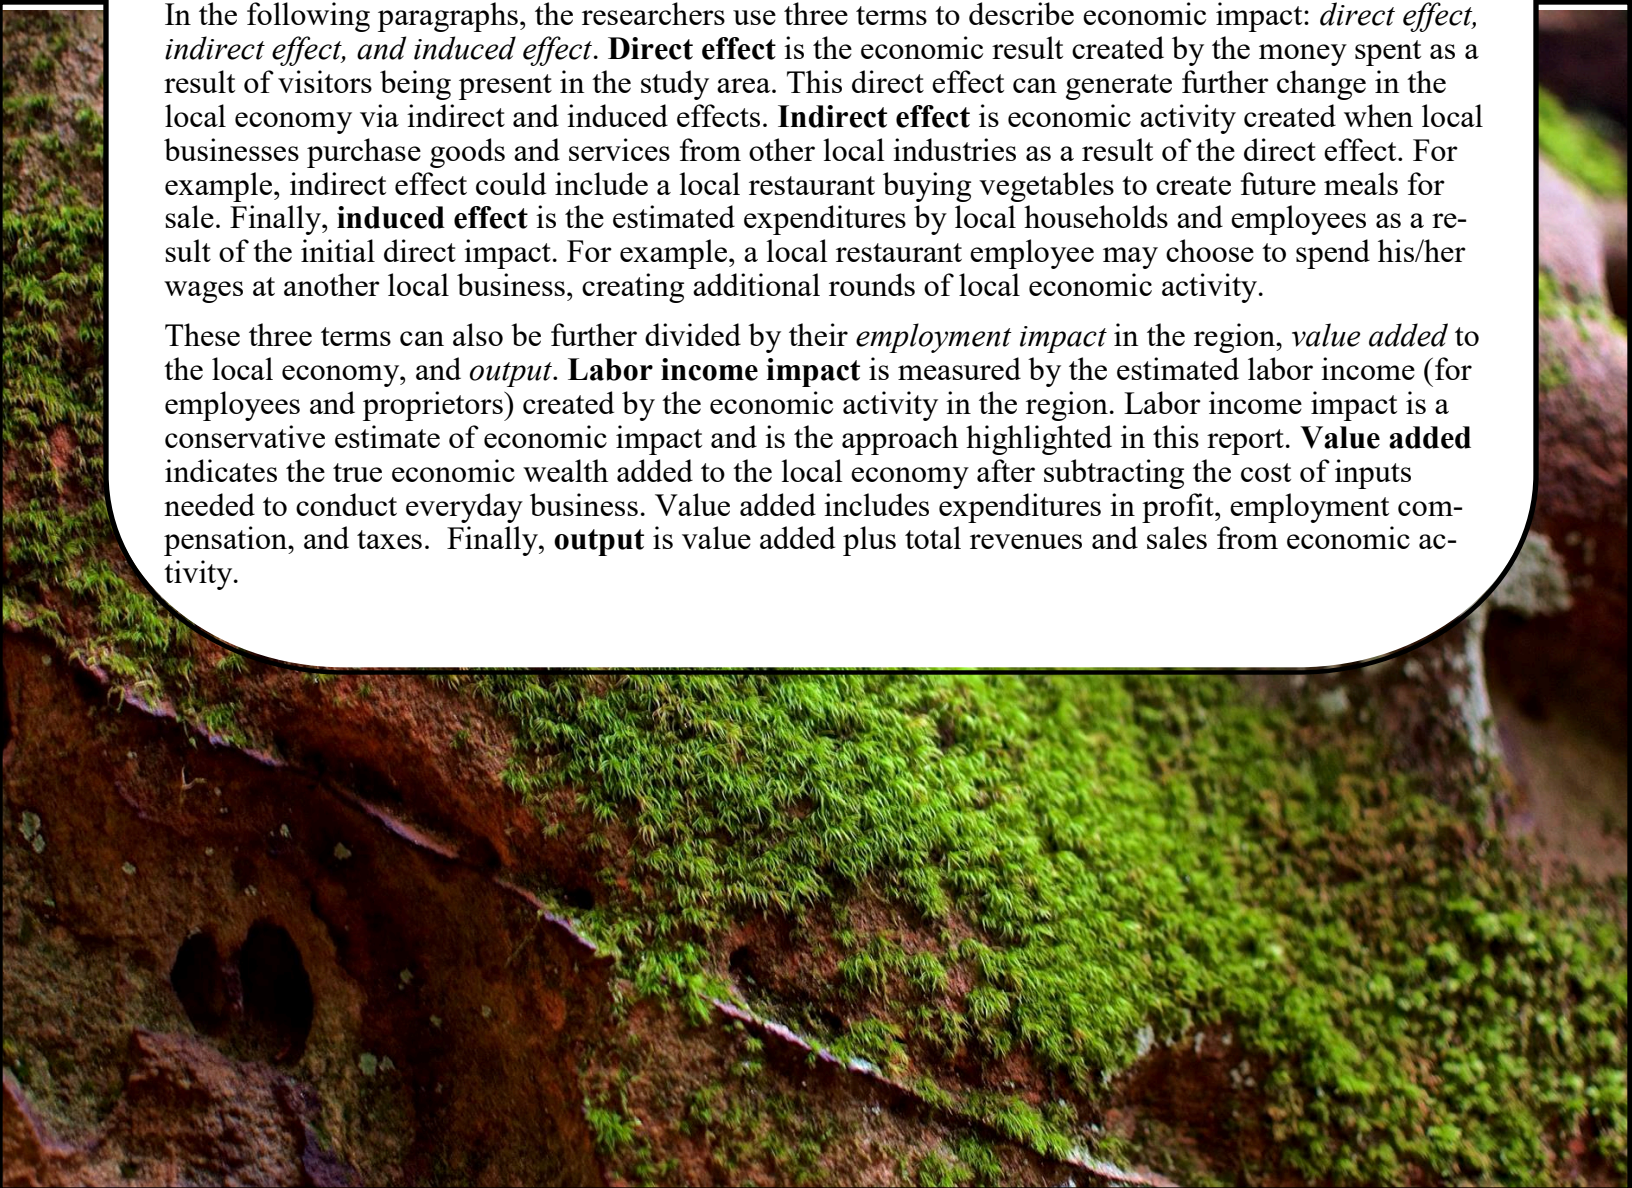 In the following paragraphs, the researchers use three terms to describe economic impact: direct effect,
indirect effect, and induced effect. Direct effect is the economic result created by the money spent as a
result of visitors being present in the study area. This direct effect can generate further change in the
local economy via indirect and induced effects. Indirect effect is economic activity created when local
businesses purchase goods and services from other local industries as a result of the direct effect. For
example, indirect effect could include a local restaurant buying vegetables to create future meals for
sale. Finally, induced effect is the estimated expenditures by local households and employees as a re-
sult of the initial direct impact. For example, a local restaurant employee may choose to spend his/her
wages at another local business, creating additional rounds of local economic activity.
These three terms can also be further divided by their employment impact in the region, value added to
the local economy, and output. Labor income impact is measured by the estimated labor income (for
employees and proprietors) created by the economic activity in the region. Labor income impact is a
conservative estimate of economic impact and is the approach highlighted in this report. Value added
indicates the true economic wealth added to the local economy after subtracting the cost of inputs
needed to conduct everyday business. Value added includes expenditures in profit, employment com-
pensation, and taxes.  Finally, output is value added plus total revenues and sales from economic ac-
tivity.